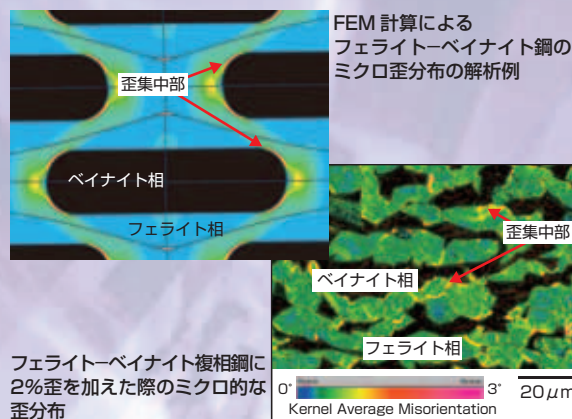 FEM 計算による
フェライト−ベイナイト鋼の
ミクロ歪分布の解析例
歪集中部
ベイナイト相
フェライト相
歪集中部
ベイナイト相
フェライト相
フェライト−ベイナイト複相鋼に
2%歪を加えた際のミクロ的な
歪分布
0° 3° 20μm
Kernel Average Misorientation